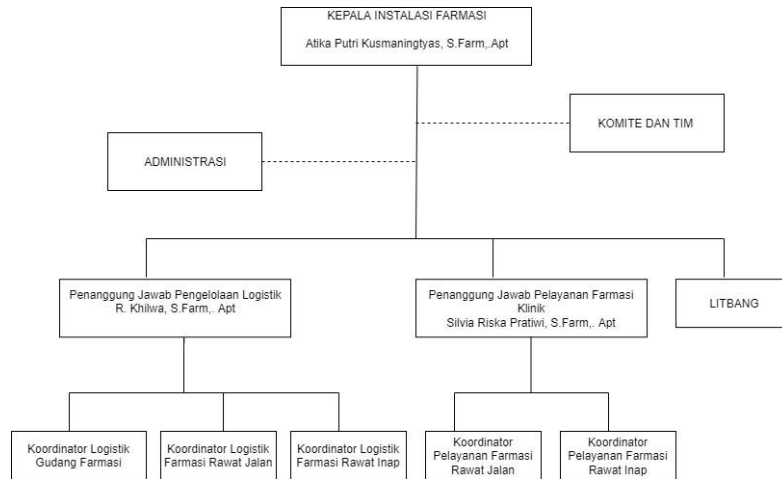 KEPALA INSTALASI FARMASI
Atika Putri Kusmaningtyas, S.Farm,.Apt
KOMITE DAN TIM
ADMINISTRASI
Penanggung Jawab Pengelolaan Logistik
R. Khilwa, S.Farm,. Apt
Penanggung Jawab Pelayanan Farmasi
Klinik
Silvia Riska Pratiwi, S.Farm,. Apt
LITBANG
Koordinator Logistik
Gudang Farmasi
Koordinator Logistik
Farmasi Rawat Jalan
Koordinator Logistik
Farmasi Rawat Inap
Koordinator
Pelayanan Farmasi
Rawat Jalan
Koordinator
Pelayanan Farmasi
Rawat Inap